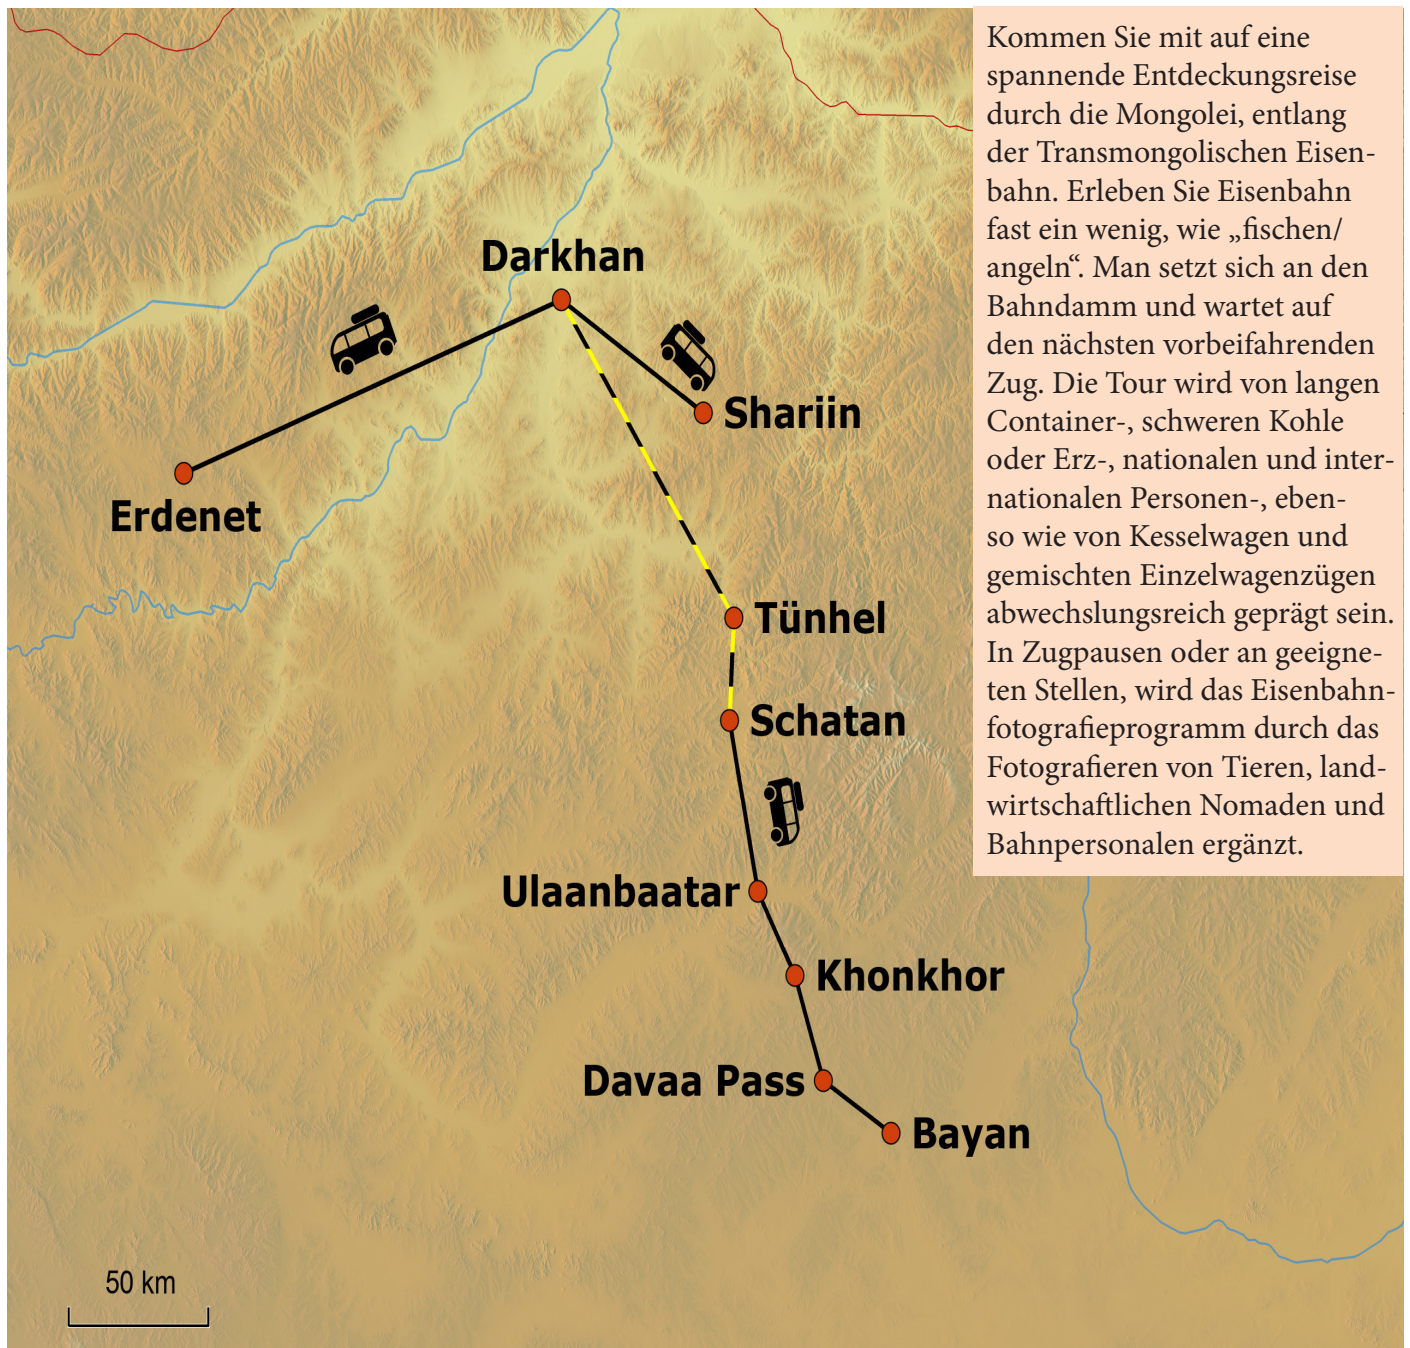 Kommen Sie mit auf eine
spannende Entdeckungsreise
durch die Mongolei, entlang
der Transmongolischen Eisen-
bahn. Erleben Sie Eisenbahn
fast ein wenig, wie „fischen/
angeln“. Man setzt sich an den
Bahndamm und wartet auf
den nächsten vorbeifahrenden
Zug. Die Tour wird von langen
Container-, schweren Kohle
oder Erz-, nationalen und inter-
nationalen Personen-, eben-
so wie von Kesselwagen und
gemischten Einzelwagenzügen
abwechslungsreich geprägt sein.
In Zugpausen oder an geeigne-
ten Stellen, wird das Eisenbahn-
fotografieprogramm durch das
Fotografieren von Tieren, land-
wirtschaftlichen Nomaden und
Bahnpersonalen ergänzt.
Darkhan
Shariin
Erdenet
Tünhel
Schatan
Ulaanbaatar
Khonkhor
Davaa Pass
Bayan
50 km